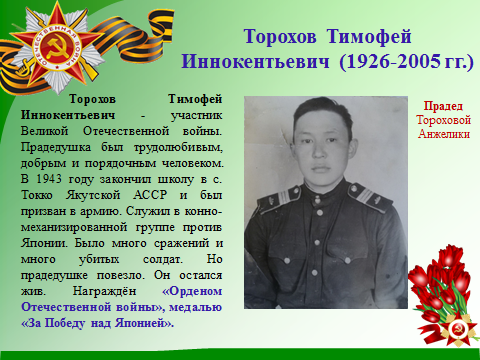 Торохов Тимофей
Иннокентьевич (1926-2005 гг.)
Торохов Тимофей
Иннокентьевич - участник
Великой Отечественной войны.
Прадедушка был трудолюбивым,
добрым и порядочным человеком.
В 1943 году закончил школу в с.
Токко Якутской АССР и был
призван в армию. Служил в конно-
механизированной группе против
Японии. Было много сражений и
много убитых солдат. Но
прадедушке повезло. Он остался
жив. Награждён «Орденом
Отечественной войны», медалью
«За Победу над Японией».
Прадед
Тороховой
Анжелики